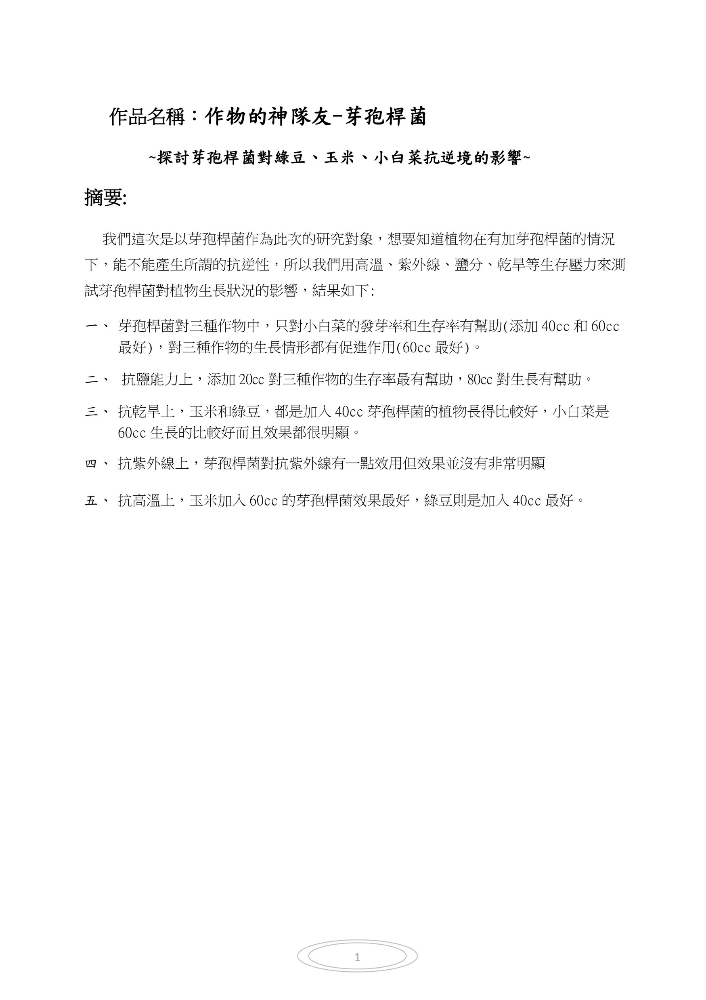 作品名稱：作物的神隊友-芽孢桿菌
~探討芽孢桿菌對綠豆、玉米、小白菜抗逆境的影響~
摘要:
我們這次是以芽孢桿菌作為此次的研究對象，想要知道植物在有加芽孢桿菌的情況
下，能不能產生所謂的抗逆性，所以我們用高溫、紫外線、鹽分、乾旱等生存壓力來測
試芽孢桿菌對植物生長狀況的影響，結果如下:
一、 芽孢桿菌對三種作物中，只對小白菜的發芽率和生存率有幫助(添加 40cc 和 60cc
最好)，對三種作物的生長情形都有促進作用(60cc 最好)。
二、 抗鹽能力上，添加 20cc 對三種作物的生存率最有幫助，80cc 對生長有幫助。
三、 抗乾旱上，玉米和綠豆，都是加入 40cc 芽孢桿菌的植物長得比較好，小白菜是
60cc 生長的比較好而且效果都很明顯。
四、 抗紫外線上，芽孢桿菌對抗紫外線有一點效用但效果並沒有非常明顯
五、 抗高溫上，玉米加入 60cc 的芽孢桿菌效果最好，綠豆則是加入 40cc 最好。
1